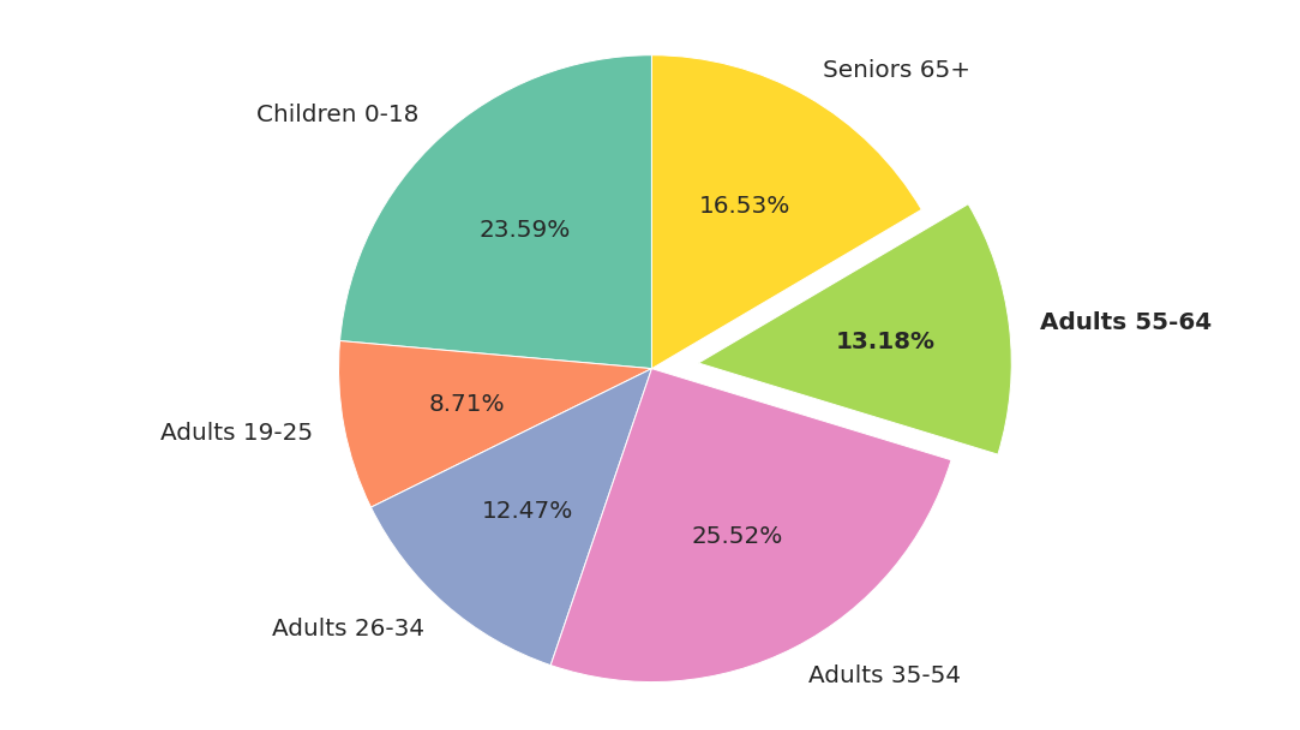 Seniors 65+
Children 0-18
16.53%
23.59%
Adults 55-64
13.18%
8.71%
Adults 19-25
12.47%
25.52%
Adults 26-34
Adults 35-54